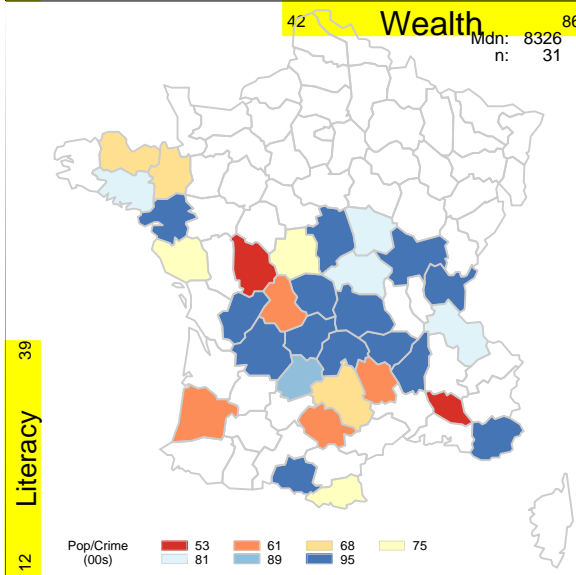 42 Wealth 86
Mdn: 8326
n: 31
39
Literacy
12
Pop/Crime 53 61 68 75
(00s) 81 89 95